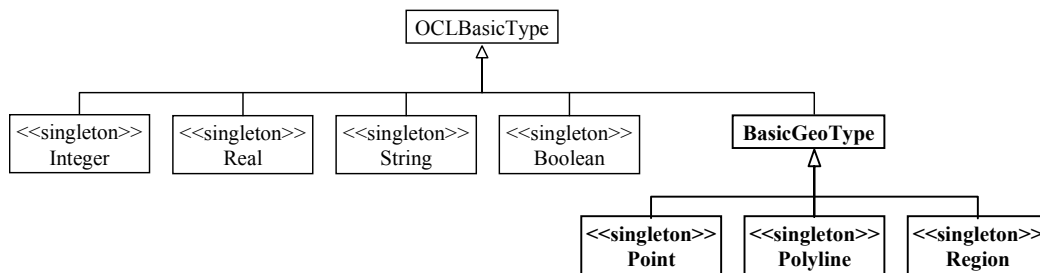 OCLBasicType
<<singleton>>
Integer
<<singleton>>
Real
<<singleton>>
String
<<singleton>>
Boolean
BasicGeoType
<<singleton>>
Point
<<singleton>>
Polyline
<<singleton>>
Region